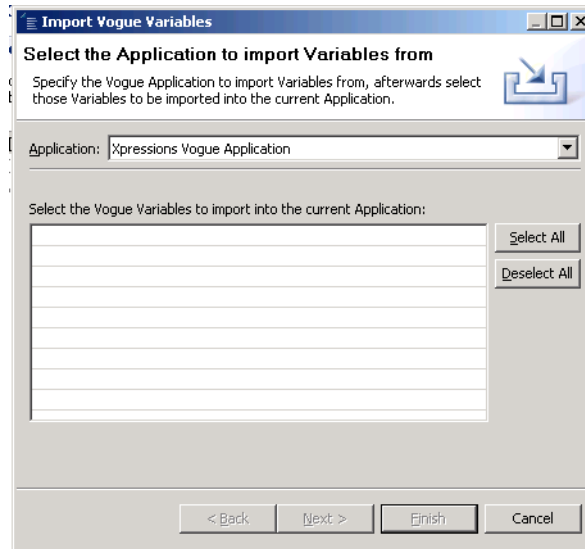 Import Vogue Variables
Select the Application to import Variables from
Specify the Vogue Application to import Variables from, afterwards select
those Variables to be imported into the current Application.
Application: Xpressions Vogue Application
Select the Vogue Variables to import into the current Application:
Select All
Deselect All
< Back
Next >
Finish
Cancel